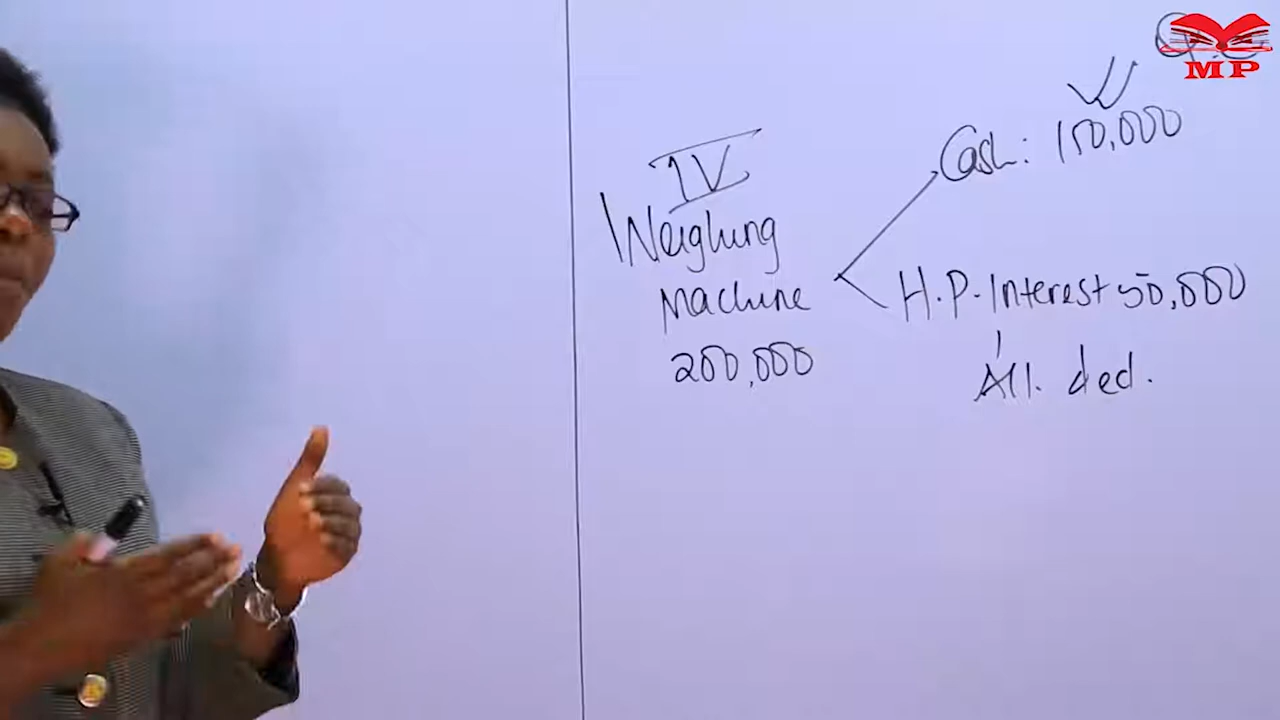 MP
IV
Weighing
Machine
200,000
Cash: 150,000
H.P. Interest 50,000
All. ded.